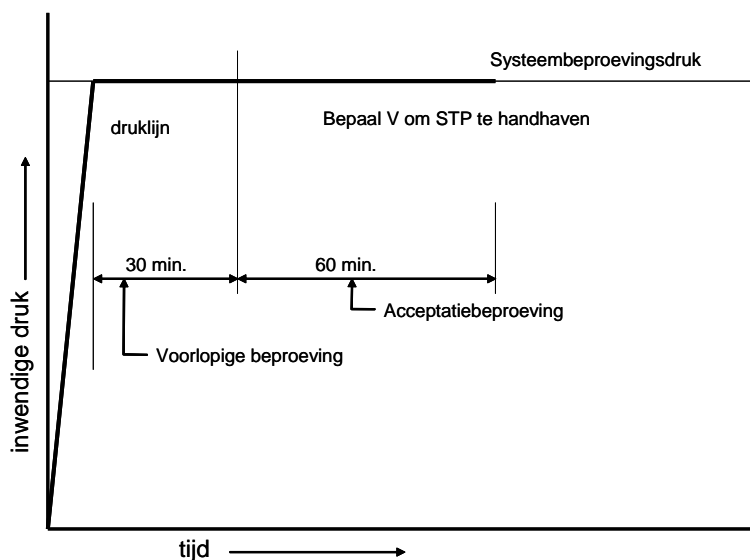 Systeembeproevingsdruk
druklijn
Bepaal V om STP te handhaven
30 min.
60 min.
Acceptatiebeproeving
Voorlopige beproeving
inwendige druk
tijd